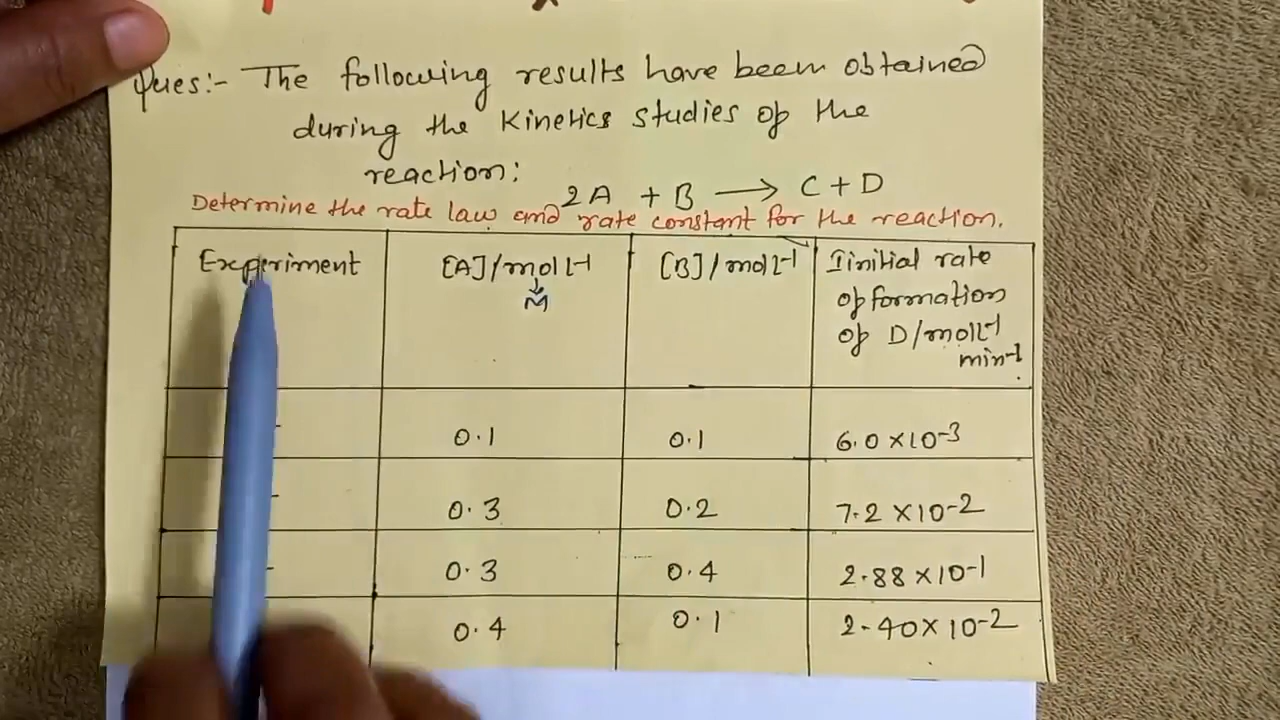 Ques:- The following results have been obtained
during the Kinetics studies of the
reaction:
2A + B ⟶ C + D
Determine the rate law and rate constant for the reaction.
Experiment [A]/mol L⁻¹ [B]/mol L⁻¹ Iinitial rate
M of formation
of D/mol L⁻¹
min⁻¹
0.1 0.1 6.0 × 10⁻³
0.3 0.2 7.2 × 10⁻²
0.3 0.4 2.88 × 10⁻¹
0.4 0.1 2.40 × 10⁻²